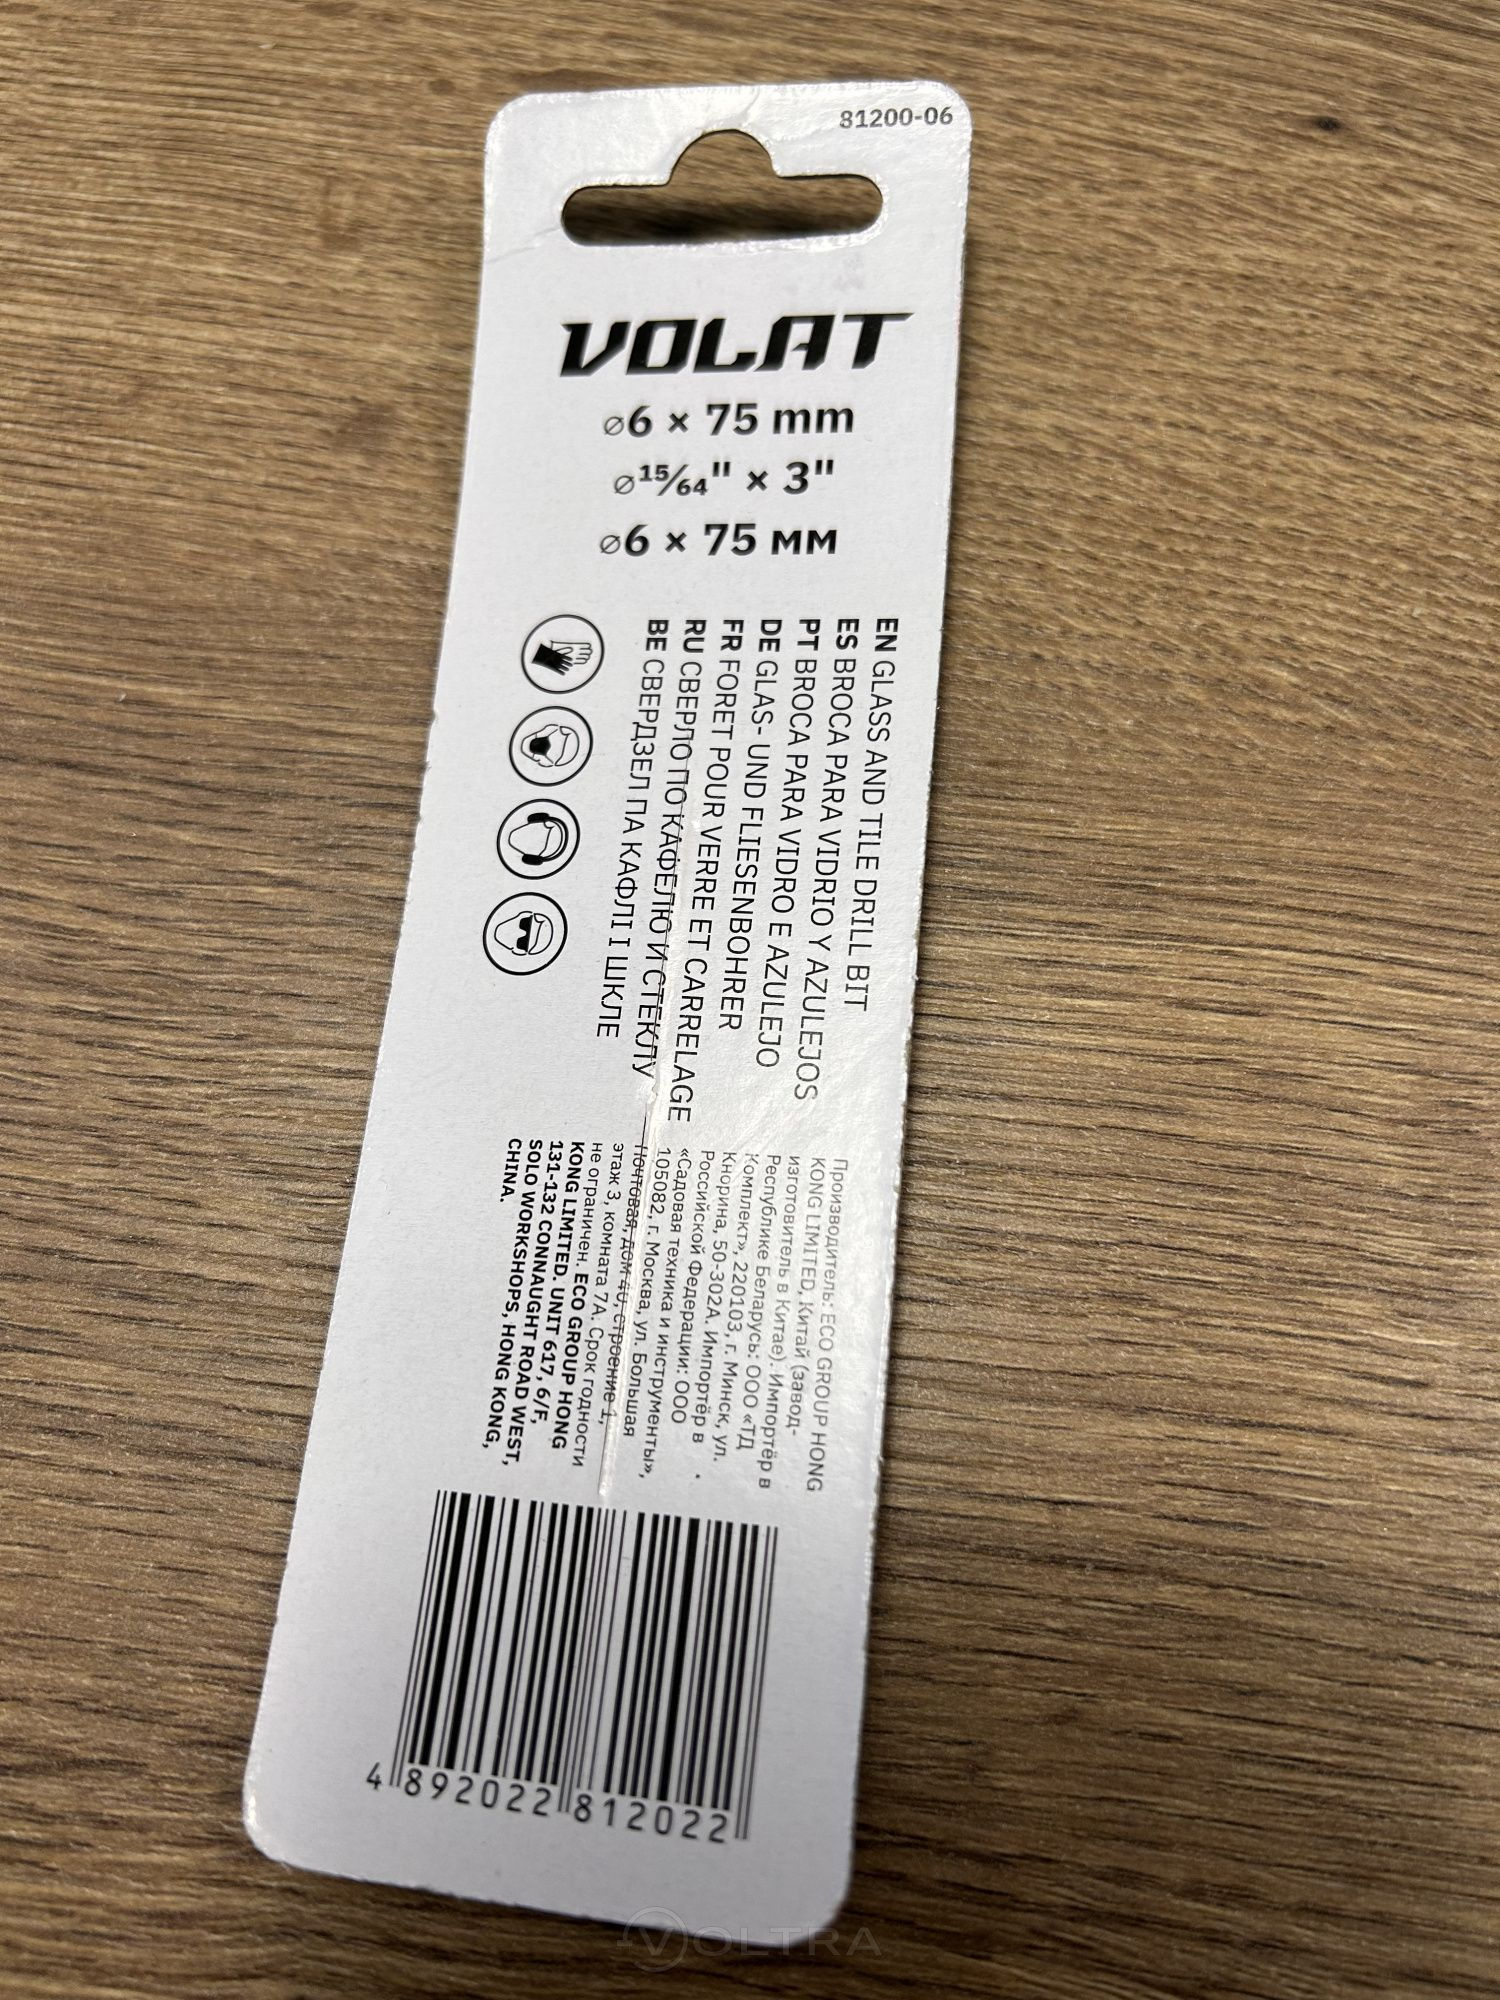 81200-06
VOLAT
⌀6 × 75 mm
⌀15/64" × 3"
⌀6 × 75 мм
EN GLASS AND TILE DRILL BIT
ES BROCA PARA VIDRIO Y AZULEJOS
PT BROCA PARA VIDRO E AZULEJO
DE GLAS- UND FLIESENBOHRER
FR FORET POUR VERRE ET CARRELAGE
RU СВЕРЛО ПО КАФЕЛЮ И СТЕКЛУ
BE СВЕРДЗЕЛ ПА КАФЛІ І ШКЛЕ
Производитель: ECO GROUP HONG
KONG LIMITED, Китай (завод-
изготовитель в Китае). Импортёр в
Республике Беларусь: ООО «ТД
Комплект», 220103, г. Минск, ул.
Кнорина, 50-302А. Импортёр в
Российской Федерации: ООО
«Садовая техника и инструменты»,
105082, г. Москва, ул. Большая
Почтовая, дом 40, строение 1,
этаж 3, комната 7А. Срок годности
не ограничен. ECO GROUP HONG
KONG LIMITED. UNIT 617, 6/F,
131-132 CONNAUGHT ROAD WEST,
SOLO WORKSHOPS, HONG KONG,
CHINA.
4 892022 812022
VOLTRA